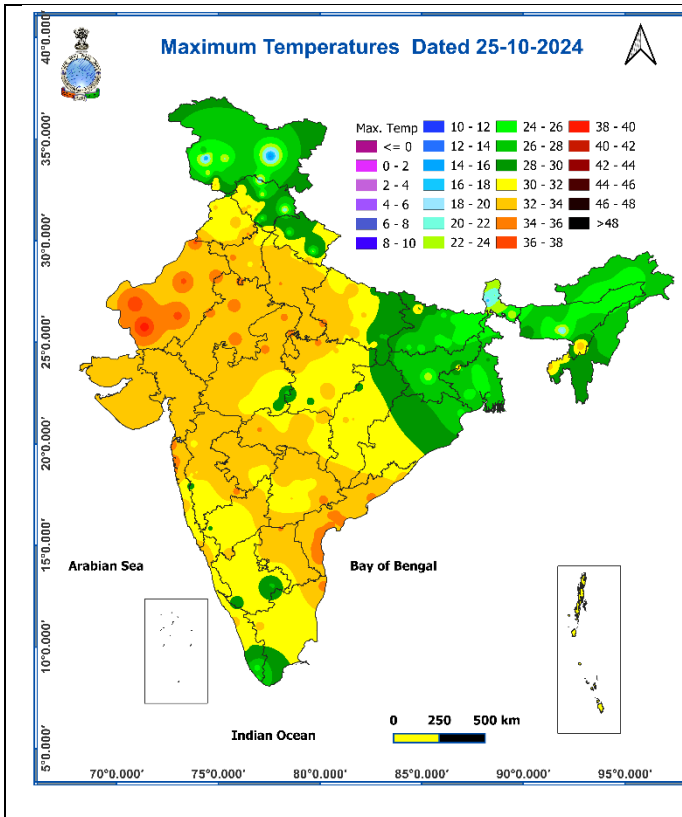 Maximum Temperatures Dated 25-10-2024
Max. Temp
<= 0
0 - 2
2 - 4
4 - 6
6 - 8
8 - 10
10 - 12
12 - 14
14 - 16
16 - 18
18 - 20
20 - 22
22 - 24
24 - 26
26 - 28
28 - 30
30 - 32
32 - 34
34 - 36
36 - 38
38 - 40
40 - 42
42 - 44
44 - 46
46 - 48
>48
40°0.000'
35°0.000'
30°0.000'
25°0.000'
20°0.000'
15°0.000'
10°0.000'
5°0.000'
Arabian Sea
Bay of Bengal
Indian Ocean
0 250 500 km
70°0.000' 75°0.000' 80°0.000' 85°0.000' 90°0.000' 95°0.000'